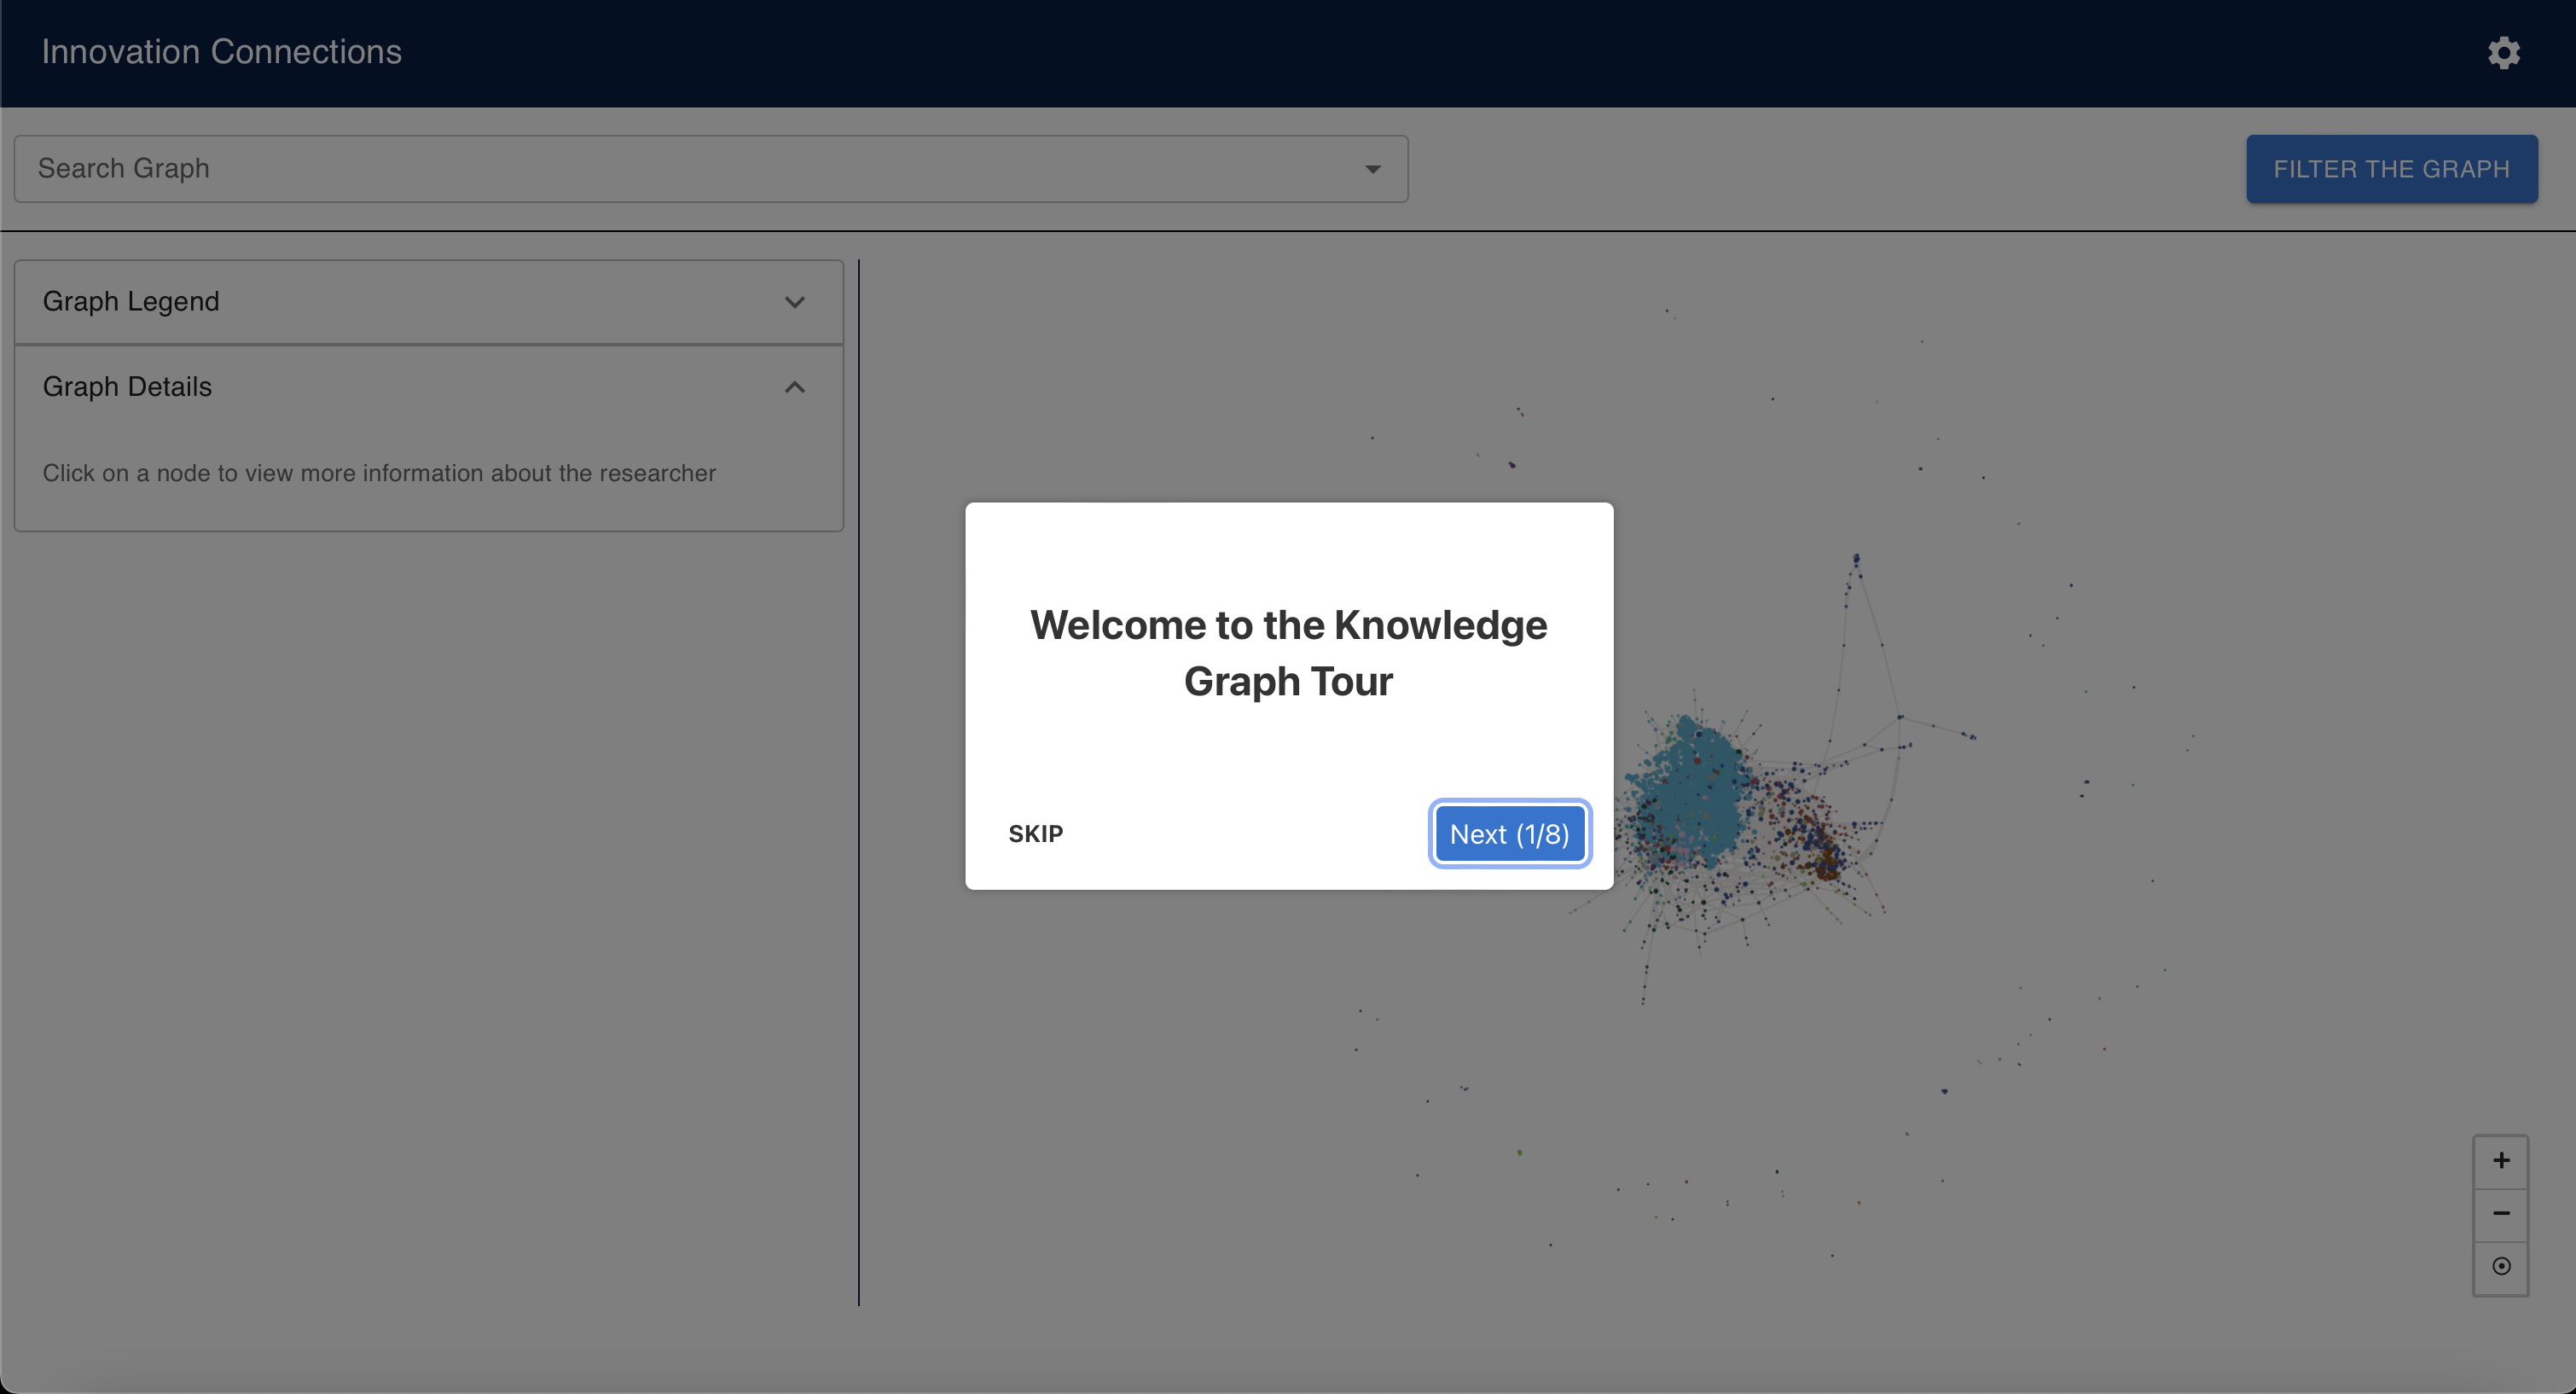 Innovation Connections
Search Graph
FILTER THE GRAPH
Graph Legend
Graph Details
Click on a node to view more information about the researcher
Welcome to the Knowledge
Graph Tour
SKIP
Next (1/8)
+
−